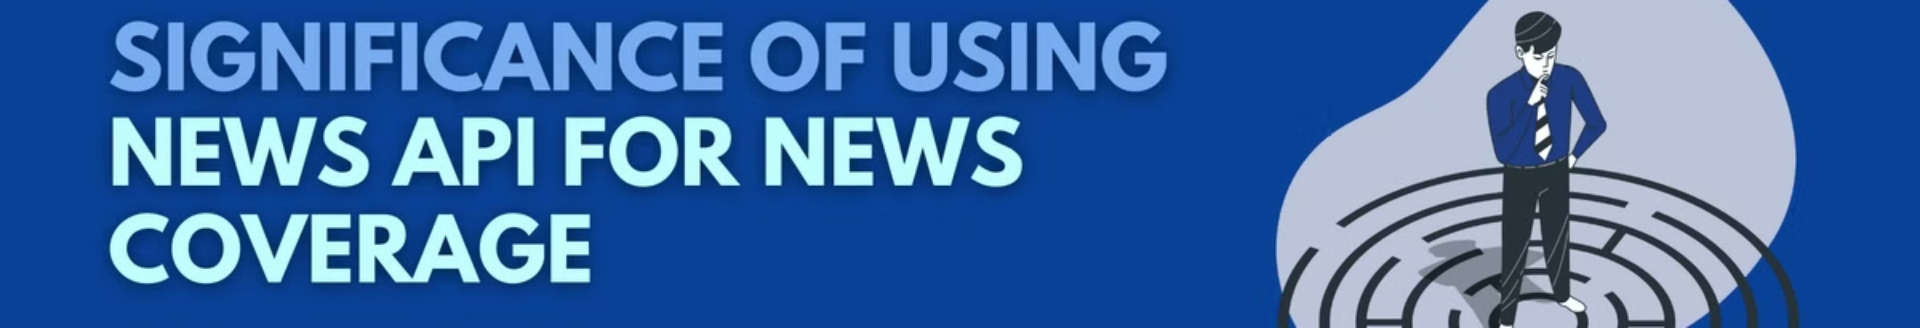 SIGNIFICANCE OF USING
NEWS API FOR NEWS
COVERAGE